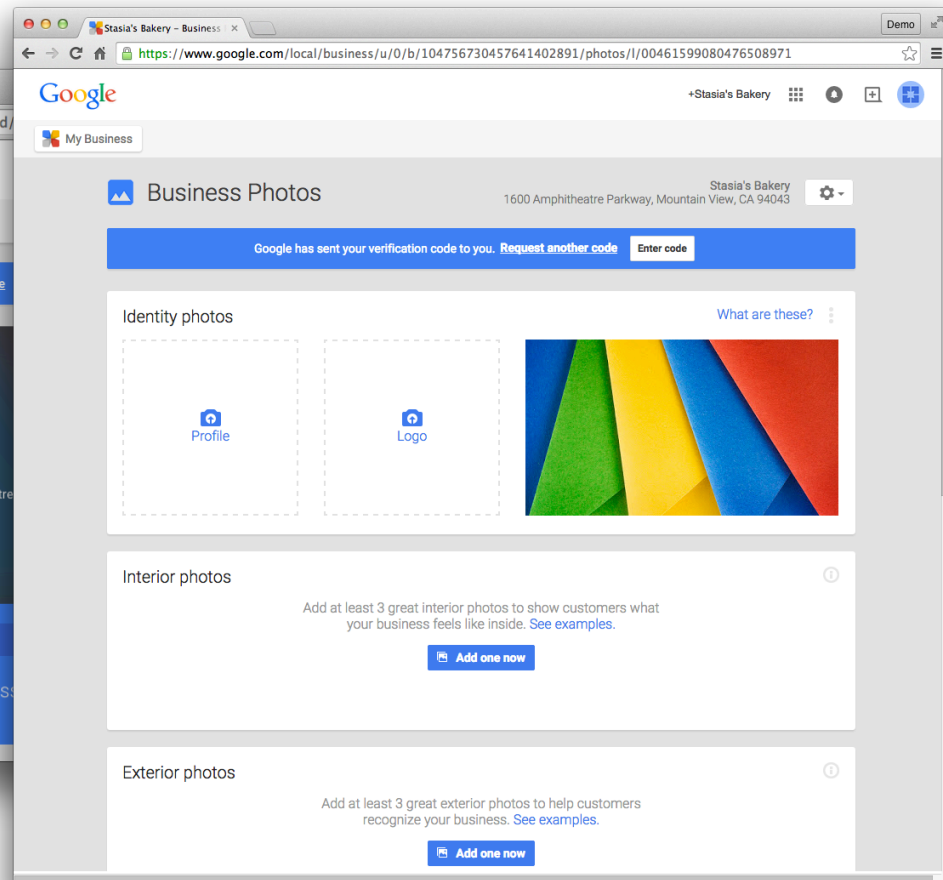 Stasia's Bakery – Business
Demo
https://www.google.com/local/business/u/0/b/104756730457641402891/photos/l/00461599080476508971
d/
Google
+Stasia's Bakery
My Business
Business Photos
Stasia's Bakery
1600 Amphitheatre Parkway, Mountain View, CA 94043
Google has sent your verification code to you. Request another code Enter code
e
Identity photos
What are these?
Profile
Logo
tre
Interior photos
Add at least 3 great interior photos to show customers what
your business feels like inside. See examples.
Add one now
Exterior photos
Add at least 3 great exterior photos to help customers
recognize your business. See examples.
Add one now